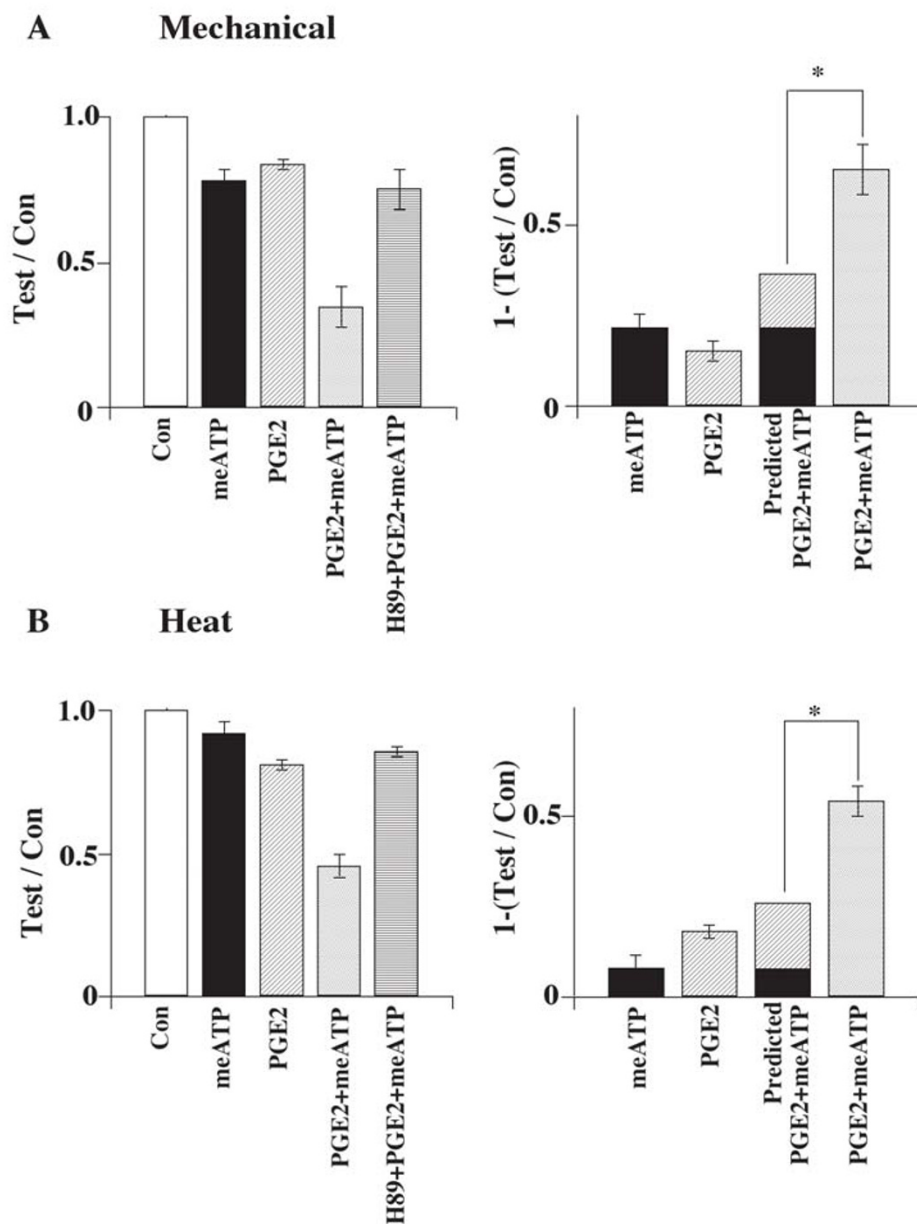 A Mechanical
Test / Con
1.0
0.5
0
Con
meATP
PGE2
PGE2+meATP
H89+PGE2+meATP
1- (Test / Con)
0.5
0
*
meATP
PGE2
Predicted
PGE2+meATP
PGE2+meATP
B Heat
Test / Con
1.0
0.5
0
Con
meATP
PGE2
PGE2+meATP
H89+PGE2+meATP
1-(Test / Con)
0.5
0
*
meATP
PGE2
Predicted
PGE2+meATP
PGE2+meATP